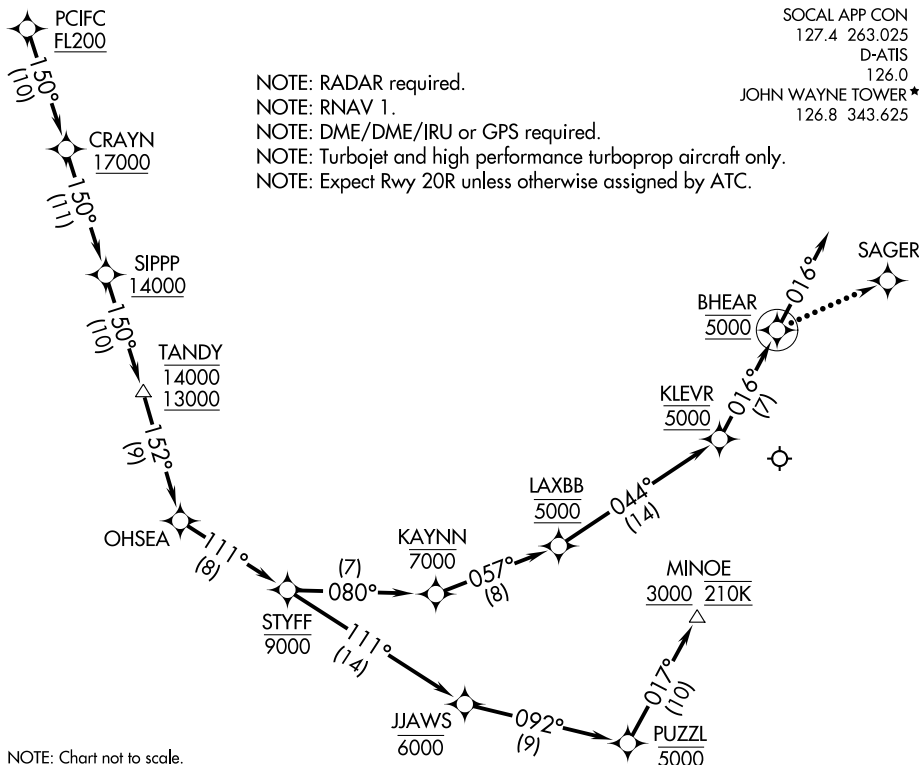 PCIFC
FL200
150°
(10)
CRAYN
17000
150°
(11)
SIPPP
14000
150°
(10)
TANDY
14000
13000
152°
(9)
OHSEA
111°
(8)
STYFF
9000
(7)
080°
KAYNN
7000
057°
(8)
LAXBB
5000
044°
(14)
KLEVR
5000
016°
(7)
BHEAR
5000
016°
SAGER
111°
(14)
JJAWS
6000
092°
(9)
PUZZL
5000
017°
(10)
MINOE
3000 210K
SOCAL APP CON
127.4 263.025
D-ATIS
126.0
JOHN WAYNE TOWER★
126.8 343.625
NOTE: RADAR required.
NOTE: RNAV 1.
NOTE: DME/DME/IRU or GPS required.
NOTE: Turbojet and high performance turboprop aircraft only.
NOTE: Expect Rwy 20R unless otherwise assigned by ATC.
NOTE: Chart not to scale.